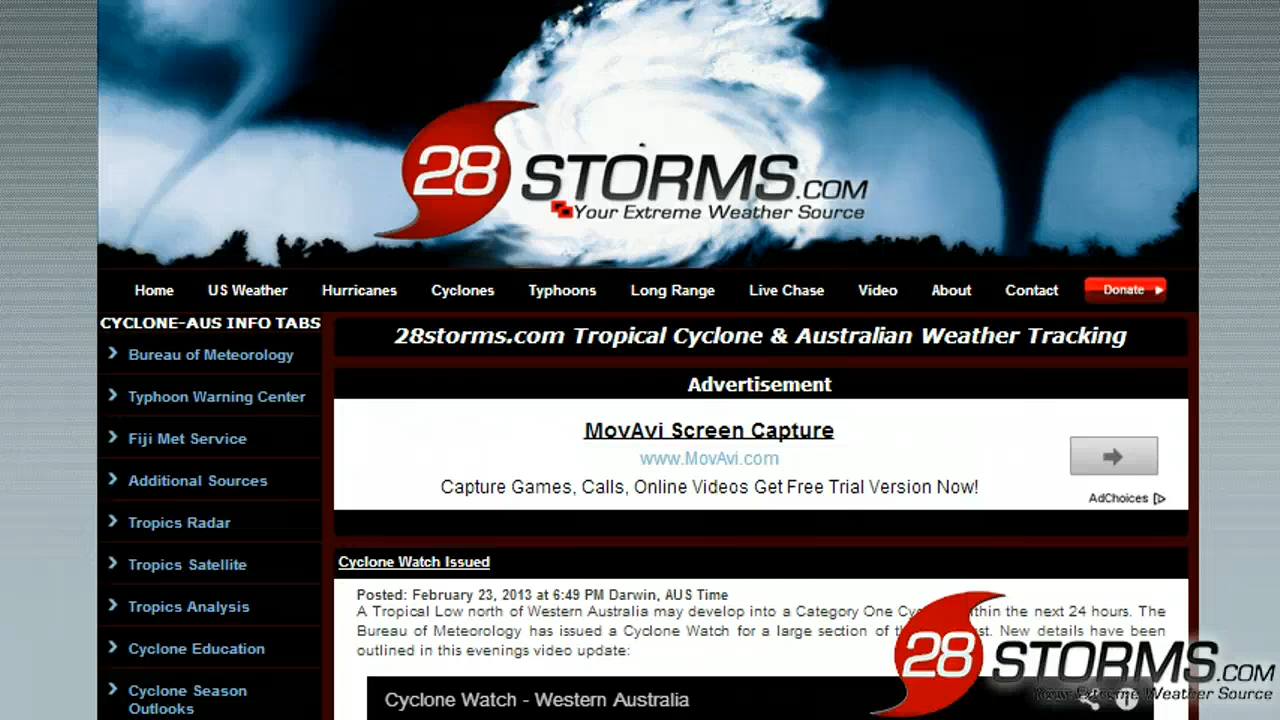 28 STORMS.COM
Your Extreme Weather Source
Home US Weather Hurricanes Cyclones Typhoons Long Range Live Chase Video About Contact Donate
CYCLONE-AUS INFO TABS
Bureau of Meteorology
Typhoon Warning Center
Fiji Met Service
Additional Sources
Tropics Radar
Tropics Satellite
Tropics Analysis
Cyclone Education
Cyclone Season
Outlooks
28storms.com Tropical Cyclone & Australian Weather Tracking
Advertisement
MovAvi Screen Capture
www.MovAvi.com
Capture Games, Calls, Online Videos Get Free Trial Version Now!
AdChoices
Cyclone Watch Issued
Posted: February 23, 2013 at 6:49 PM Darwin, AUS Time
A Tropical Low north of Western Australia may develop into a Category One within the next 24 hours. The
Bureau of Meteorology has issued a Cyclone Watch for a large section of New details have been
outlined in this evenings video update:
Cyclone Watch - Western Australia
28 STORMS.COM
Your Extreme Weather Source